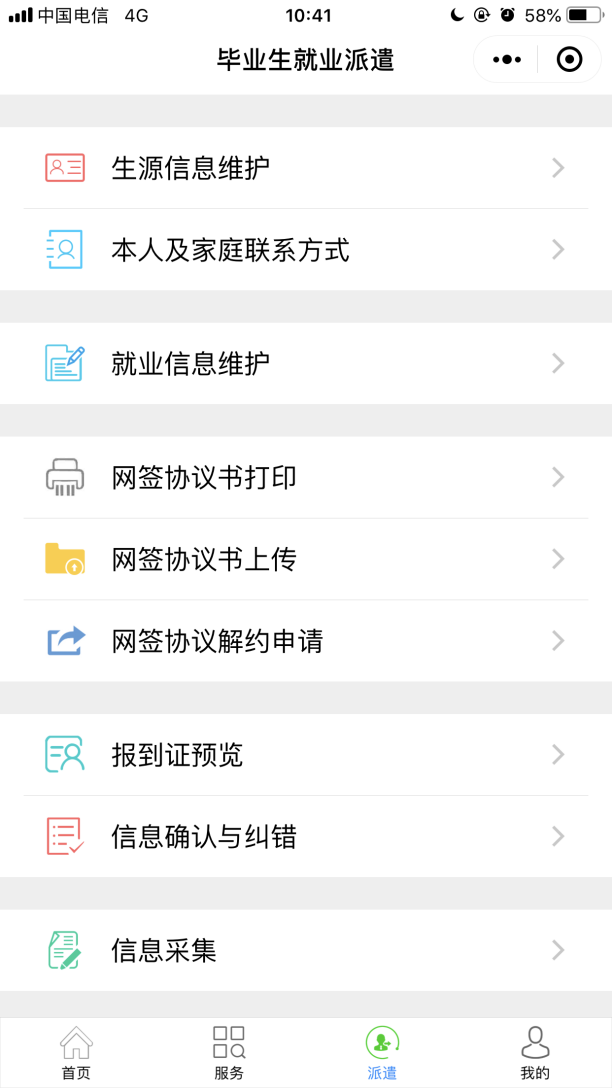 中国电信 4G 10:41 58%
毕业生就业派遣
生源信息维护
本人及家庭联系方式
就业信息维护
网签协议书打印
网签协议书上传
网签协议解约申请
报到证预览
信息确认与纠错
信息采集
首页 服务 派遣 我的